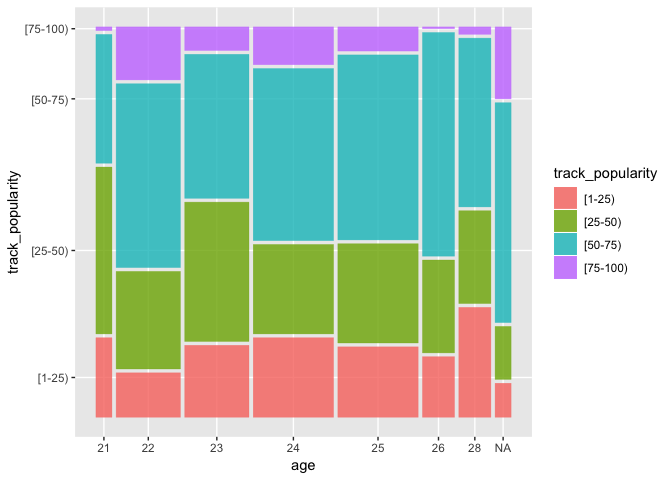 [75-100)
[50-75)
[25-50)
[1-25)
track_popularity
21 22 23 24 25 26 28 NA
age
track_popularity
[1-25)
[25-50)
[50-75)
[75-100)